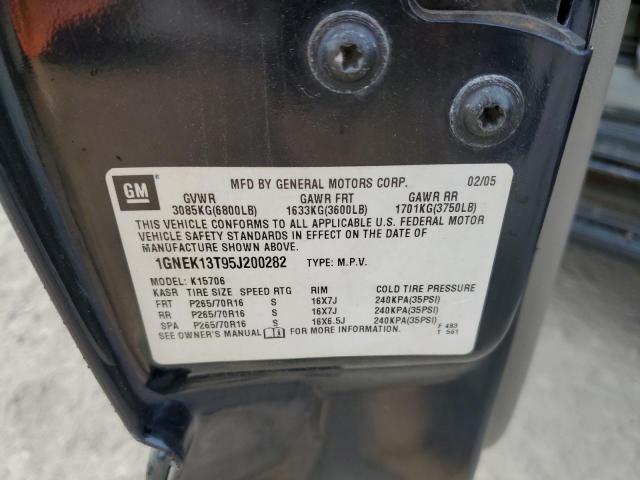 GM ® MFD BY GENERAL MOTORS CORP. 02/05
GVWR GAWR FRT GAWR RR
3085KG(6800LB) 1633KG(3600LB) 1701KG(3750LB)
THIS VEHICLE CONFORMS TO ALL APPLICABLE U.S. FEDERAL MOTOR
VEHICLE SAFETY STANDARDS IN EFFECT ON THE DATE OF
MANUFACTURE SHOWN ABOVE.
1GNEK13T95J200282 TYPE: M.P.V.
MODEL: K15706
KASR TIRE SIZE SPEED RTG RIM COLD TIRE PRESSURE
FRT P265/70R16 S 16X7J 240KPA(35PSI)
RR P265/70R16 S 16X7J 240KPA(35PSI)
SPA P265/70R16 S 16X6.5J 240KPA(35PSI)
SEE OWNER'S MANUAL FOR MORE INFORMATION.
F 483
T 561